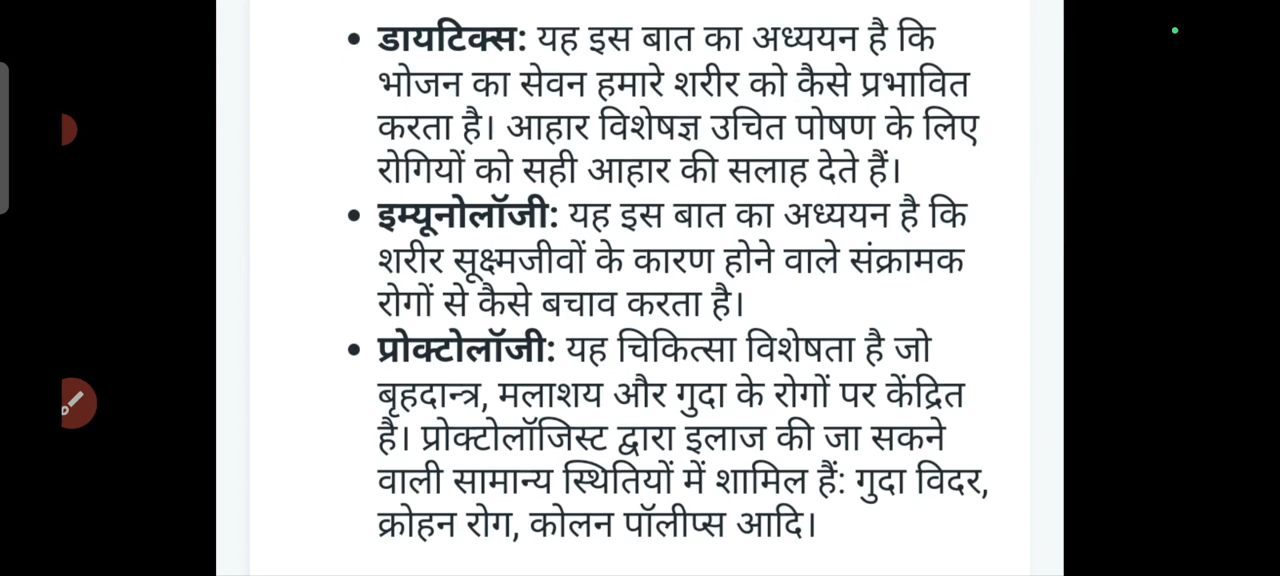 डायटिक्स: यह इस बात का अध्ययन है कि
भोजन का सेवन हमारे शरीर को कैसे प्रभावित
करता है। आहार विशेषज्ञ उचित पोषण के लिए
रोगियों को सही आहार की सलाह देते हैं।
इम्यूनोलॉजी: यह इस बात का अध्ययन है कि
शरीर सूक्ष्मजीवों के कारण होने वाले संक्रामक
रोगों से कैसे बचाव करता है।
प्रोक्टोलॉजी: यह चिकित्सा विशेषता है जो
बृहदान्त्र, मलाशय और गुदा के रोगों पर केंद्रित
है। प्रोक्टोलॉजिस्ट द्वारा इलाज की जा सकने
वाली सामान्य स्थितियों में शामिल हैं: गुदा विदर,
क्रोहन रोग, कोलन पॉलीप्स आदि।